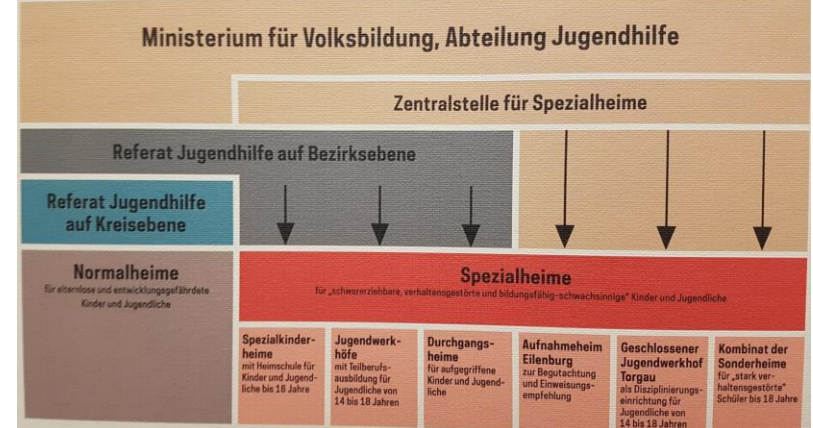 Ministerium für Volksbildung, Abteilung Jugendhilfe
Zentralstelle für Spezialheime
Referat Jugendhilfe auf Bezirksebene
Referat Jugendhilfe
auf Kreisebene
Normalheime
für elternlose und entwicklungsgefährdete
Kinder und Jugendliche
Spezialheime
für „schwererziehbare, verhaltensgestörte und bildungsfähig-schwachsinnige“ Kinder und Jugendliche
Spezialkinder-
heime
mit Heimschule für
Kinder und Jugend-
liche bis 16 Jahre
Jugendwerk-
höfe
mit Teilberufs-
ausbildung für
Jugendliche von
14 bis 18 Jahren
Durchgangs-
heime
für aufgegriffene
Kinder und Jugend-
liche
Aufnahmeheim
Eilenburg
zur Begutachtung
und Einweisungs-
empfehlung
Geschlossener
Jugendwerkhof
Torgau
als Disziplinierungs-
einrichtung für
Jugendliche von
14 bis 18 Jahren
Kombinat der
Sonderheime
für „stark ver-
haltensgestörte“
Schüler bis 18 Jahre